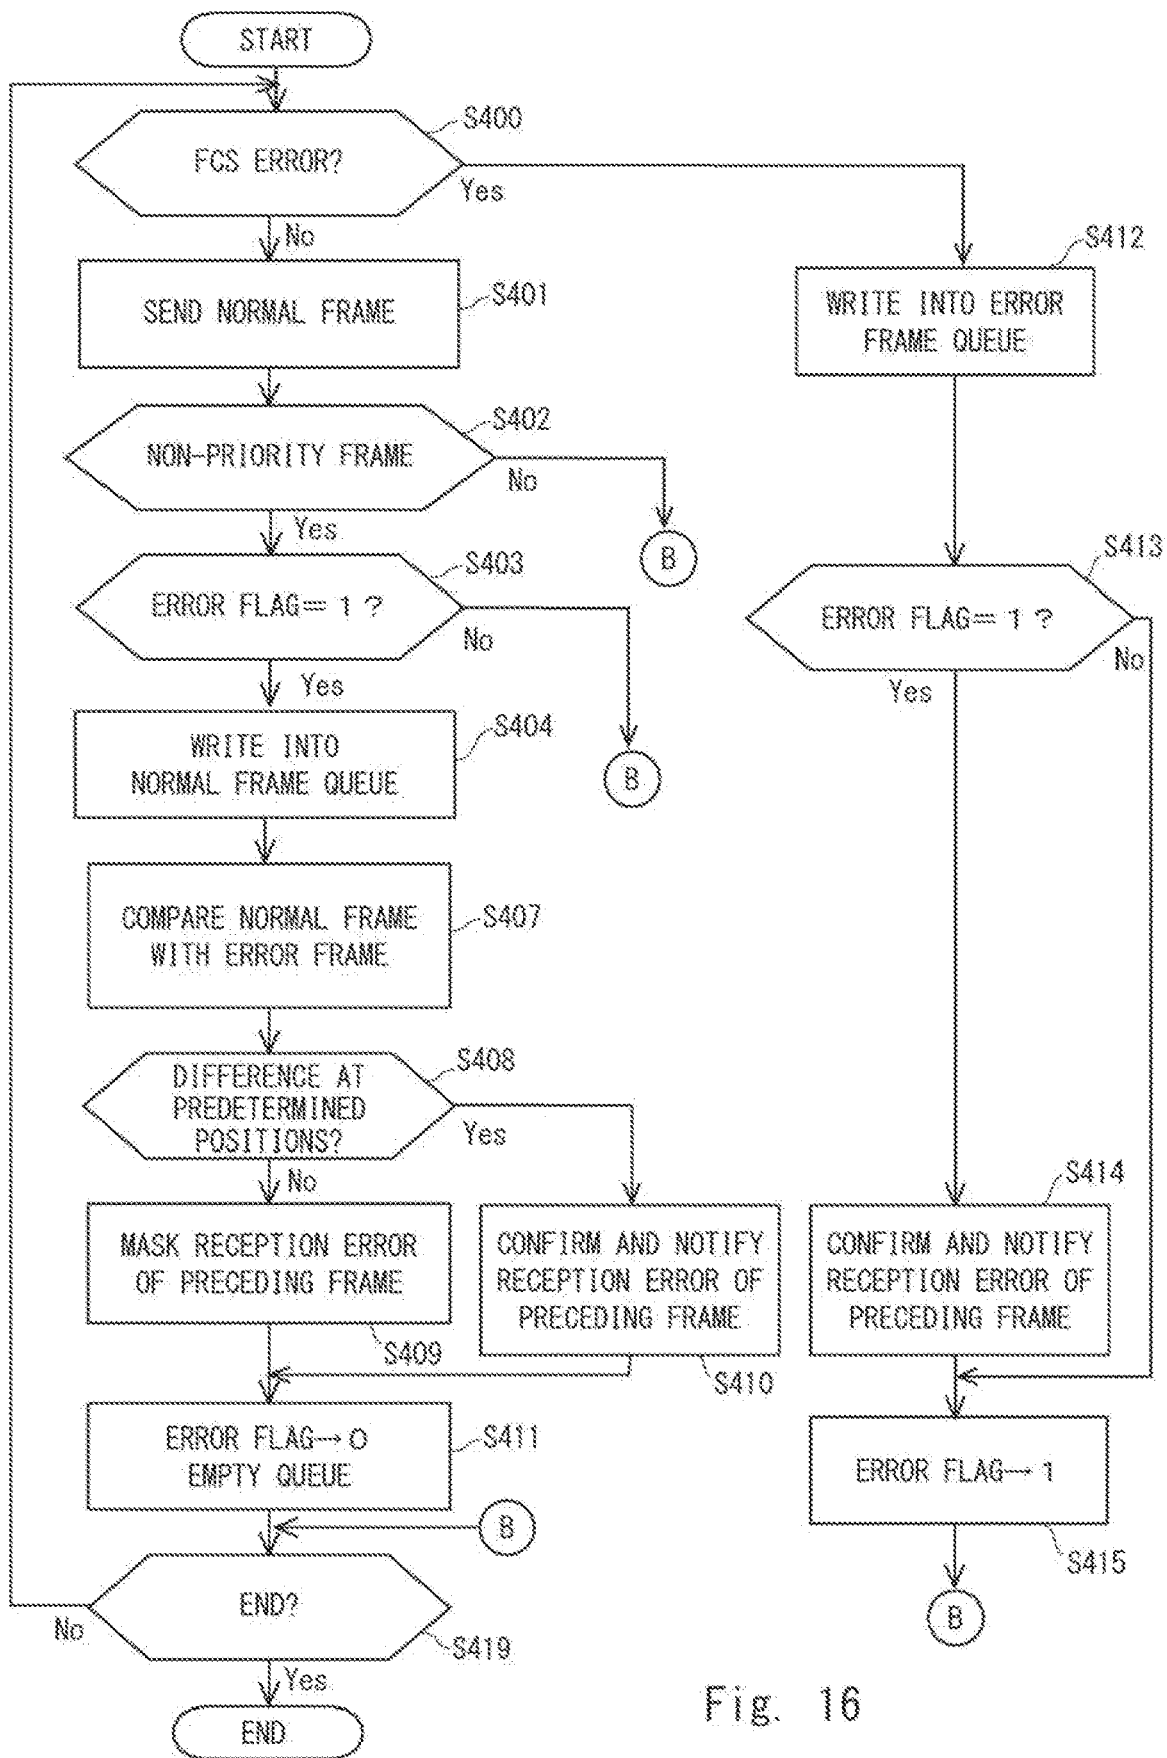 START
FCS ERROR?
S400
Yes
No
SEND NORMAL FRAME
S401
S412
WRITE INTO ERROR
FRAME QUEUE
NON-PRIORITY FRAME
S402
No
Yes
B
ERROR FLAG=1?
S403
No
Yes
B
S413
ERROR FLAG=1?
No
Yes
WRITE INTO
NORMAL FRAME QUEUE
S404
COMPARE NORMAL FRAME
WITH ERROR FRAME
S407
DIFFERENCE AT
PREDETERMINED
POSITIONS?
S408
Yes
No
MASK RECEPTION ERROR
OF PRECEDING FRAME
S409
CONFIRM AND NOTIFY
RECEPTION ERROR OF
PRECEDING FRAME
S410
S414
CONFIRM AND NOTIFY
RECEPTION ERROR OF
PRECEDING FRAME
ERROR FLAG→0
EMPTY QUEUE
S411
ERROR FLAG→1
S415
B
B
END?
No
S419
Yes
END
Fig. 16